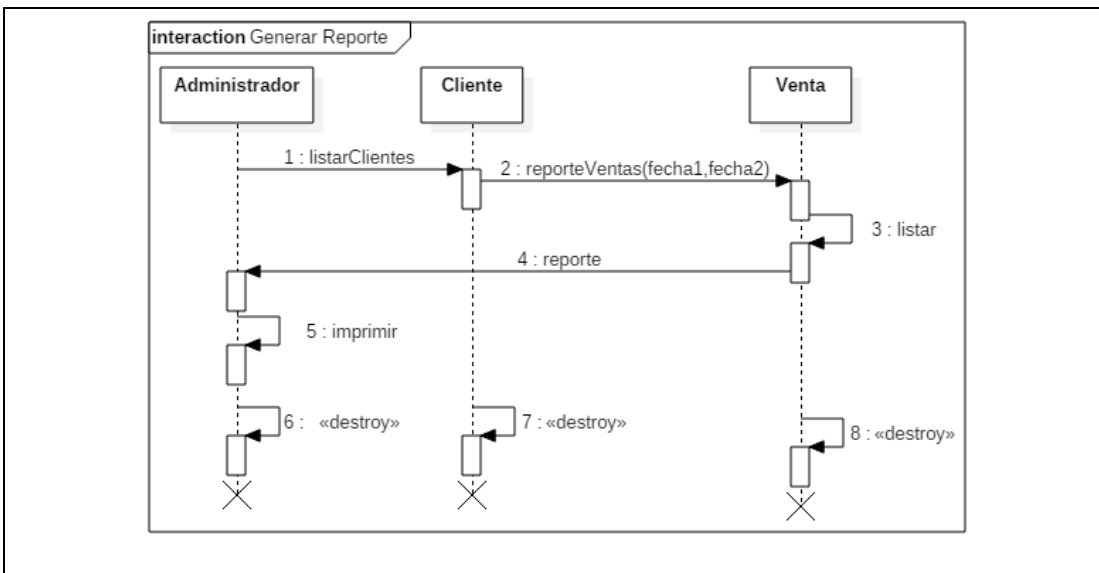 interaction Generar Reporte
Administrador
Cliente
Venta
1 : listarClientes
2 : reporteVentas(fecha1,fecha2)
3 : listar
4 : reporte
5 : imprimir
6 : «destroy»
7 : «destroy»
8 : «destroy»